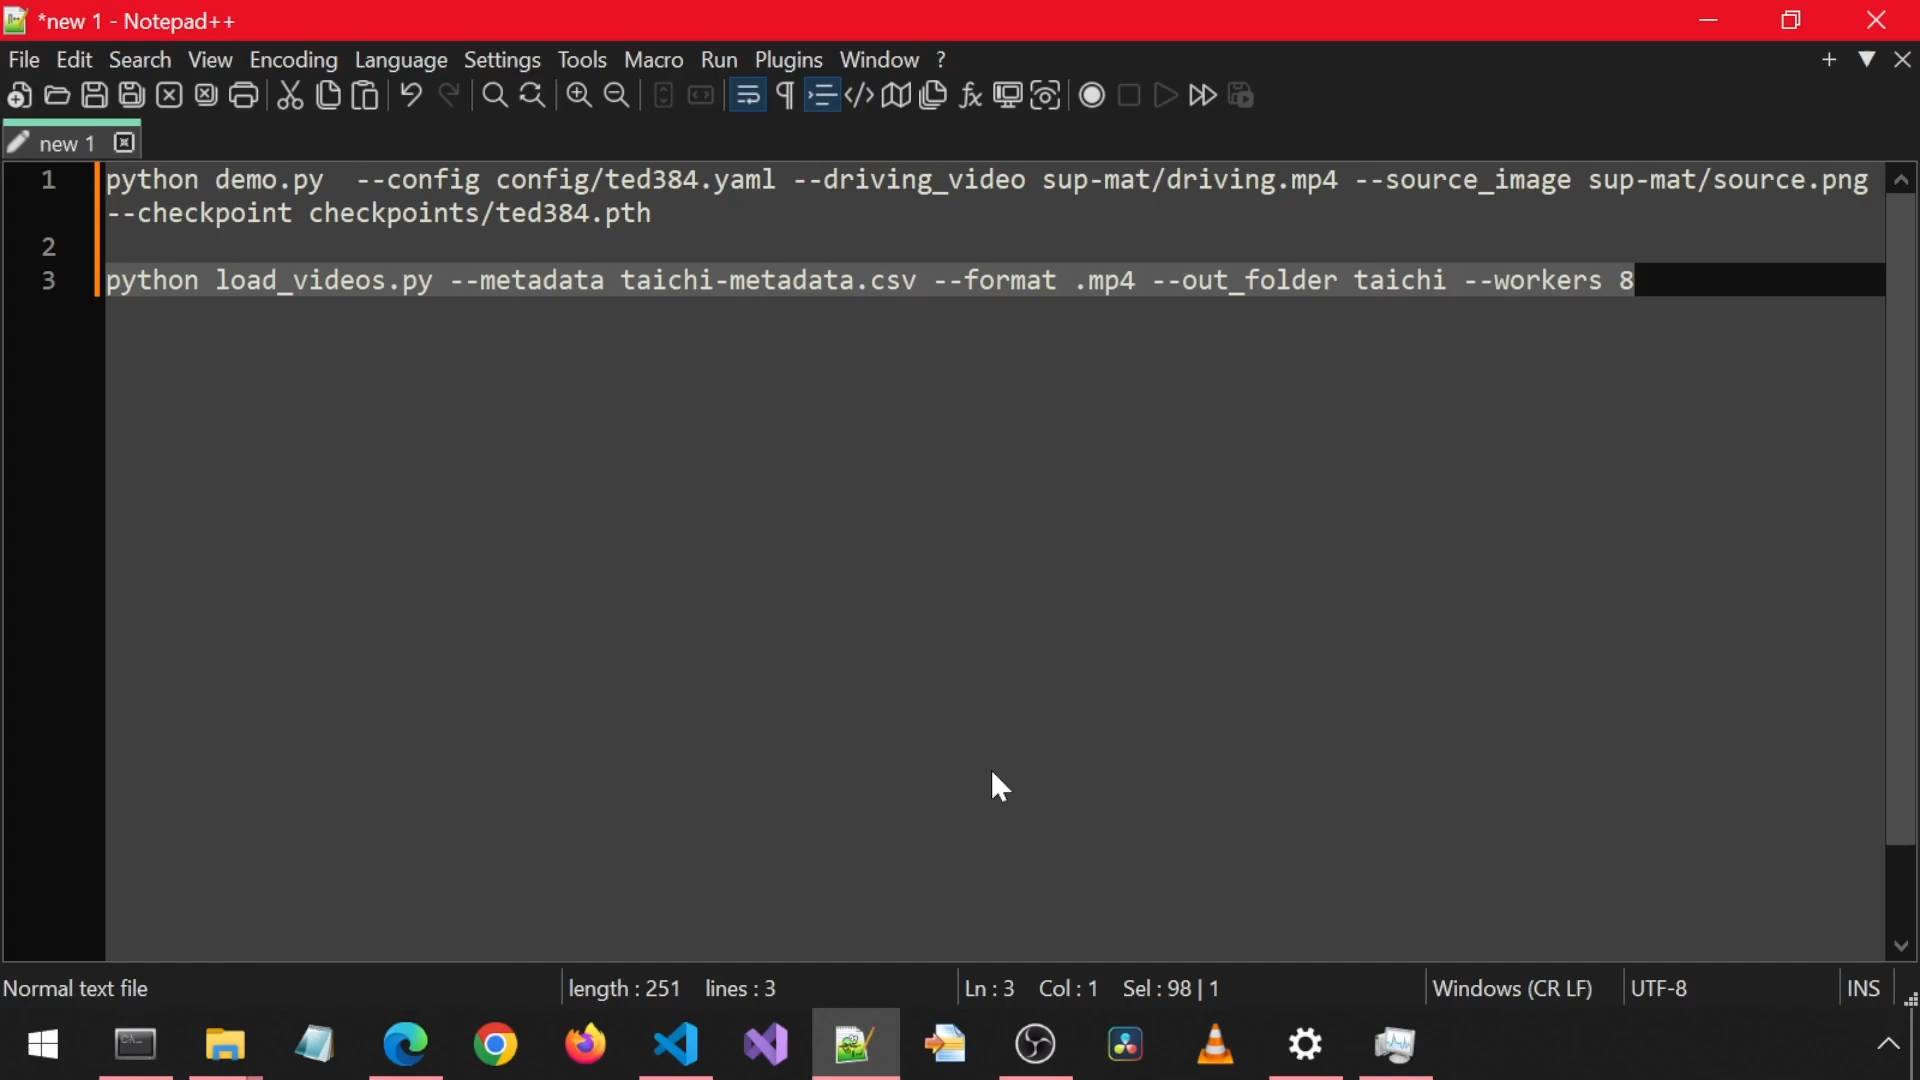 *new 1 - Notepad++
File Edit Search View Encoding Language Settings Tools Macro Run Plugins Window ?
new 1
1 python demo.py  --config config/ted384.yaml --driving_video sup-mat/driving.mp4 --source_image sup-mat/source.png
--checkpoint checkpoints/ted384.pth
2
3 python load_videos.py --metadata taichi-metadata.csv --format .mp4 --out_folder taichi --workers 8
Normal text file length : 251 lines : 3 Ln : 3 Col : 1 Sel : 98 | 1 Windows (CR LF) UTF-8 INS